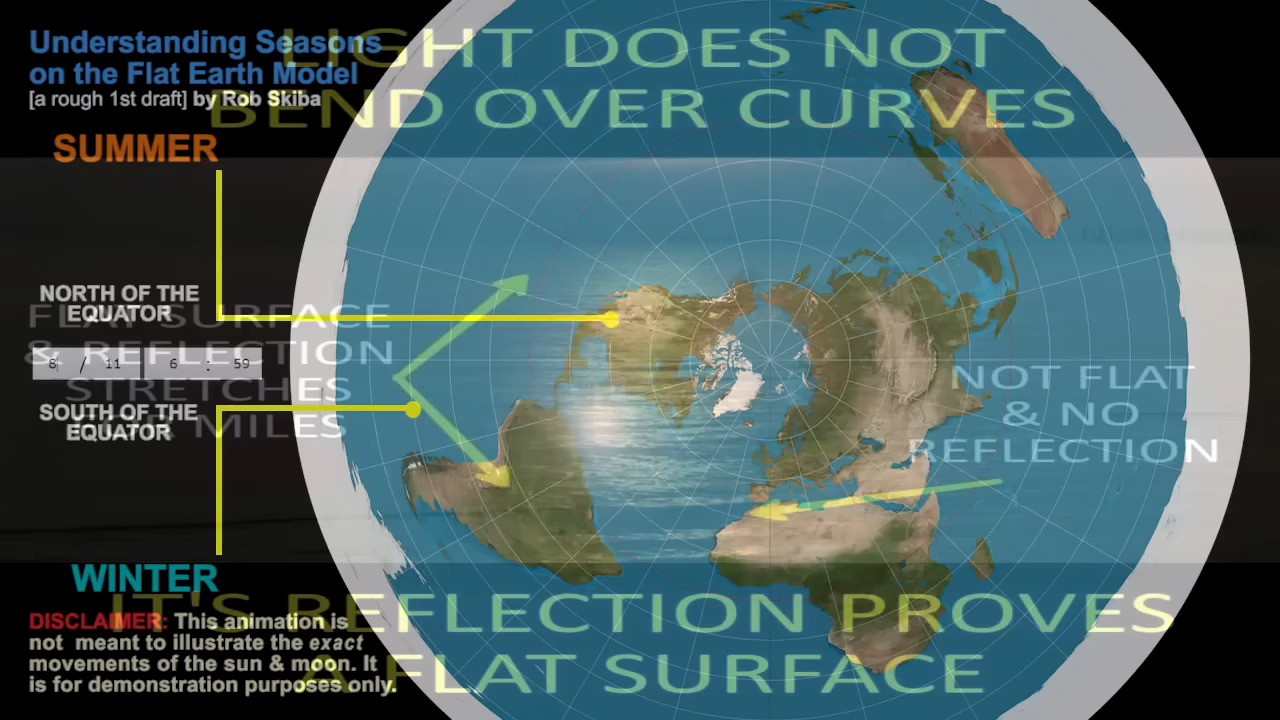 Understanding Seasons
on the Flat Earth Model
[a rough 1st draft] by Rob Skiba
LIGHT DOES NOT
BEND OVER CURVES
SUMMER
NORTH OF THE
EQUATOR
FLAT SURFACE
& REFLECTION
STRETCHES
MILES
8 / 11 6 : 59
SOUTH OF THE
EQUATOR
NOT FLAT
& NO
REFLECTION
WINTER
IT'S REFLECTION PROVES
A FLAT SURFACE
DISCLAIMER: This animation is
not meant to illustrate the exact
movements of the sun & moon. It
is for demonstration purposes only.